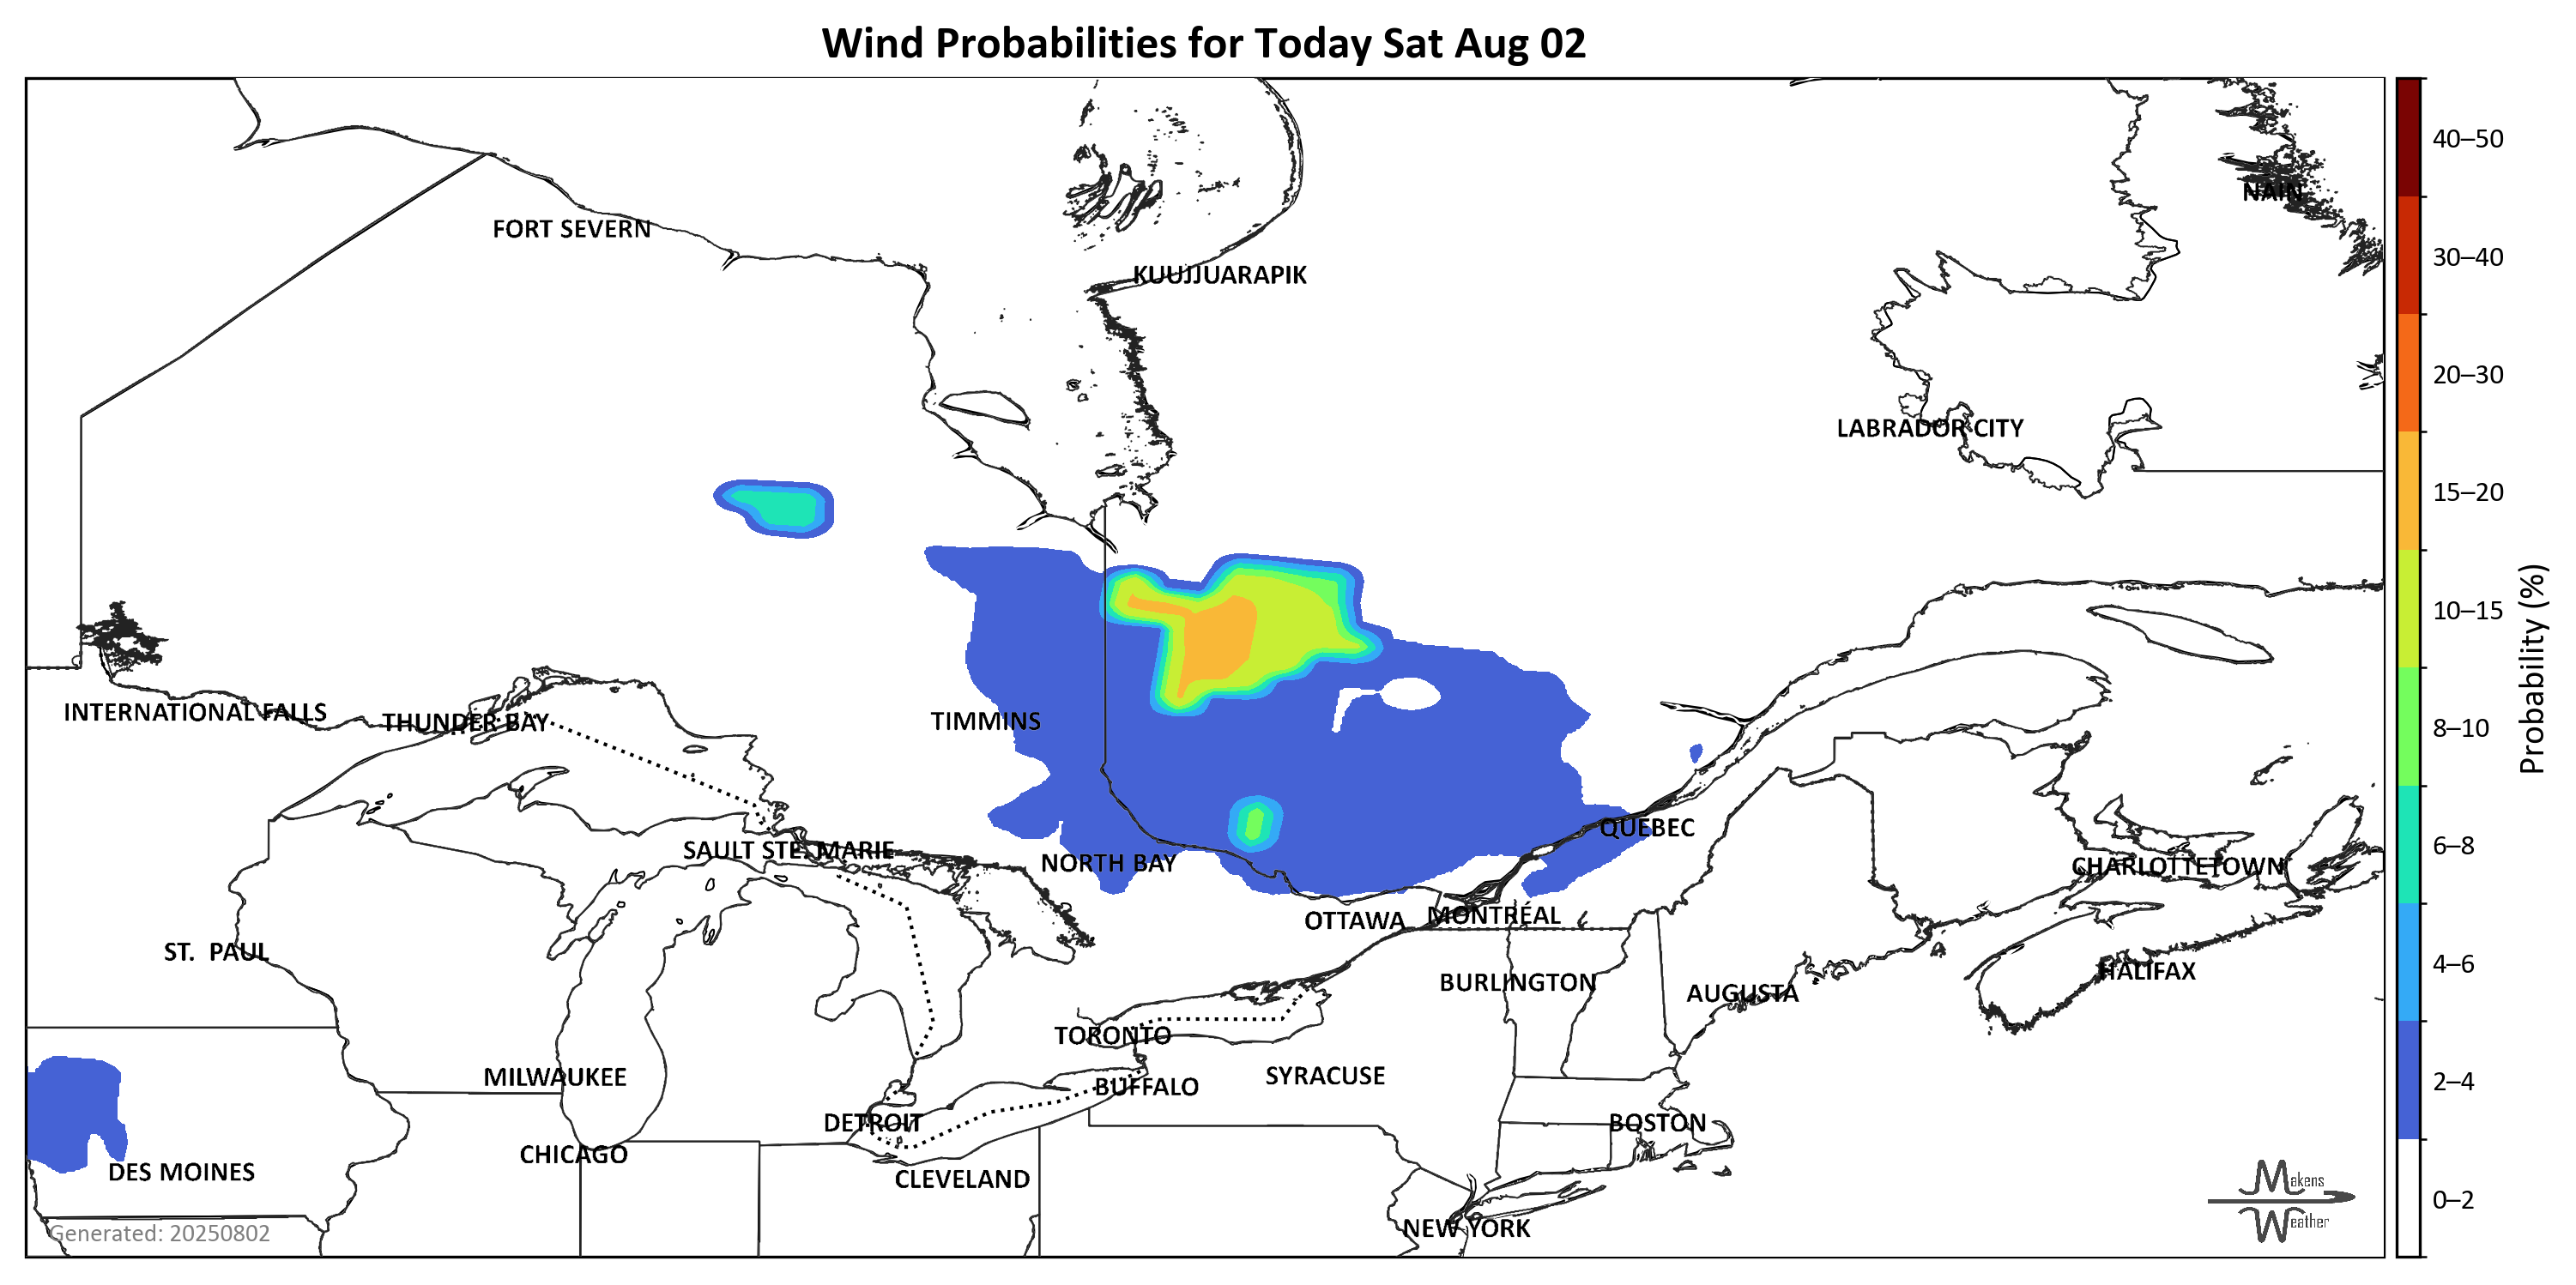 Wind Probabilities for Today Sat Aug 02
NAIN
FORT SEVERN
KUUJJUARAPIK
LABRADOR CITY
INTERNATIONAL FALLS
THUNDER BAY
TIMMINS
QUEBEC
SAULT STE. MARIE
NORTH BAY
CHARLOTTETOWN
OTTAWA
MONTRÉAL
ST. PAUL
HALIFAX
BURLINGTON
AUGUSTA
TORONTO
MILWAUKEE
BUFFALO
SYRACUSE
DETROIT
BOSTON
CHICAGO
DES MOINES
CLEVELAND
NEW YORK
Generated: 20250802
Makens
Weather
40–50
30–40
20–30
15–20
10–15
8–10
6–8
4–6
2–4
0–2
Probability (%)